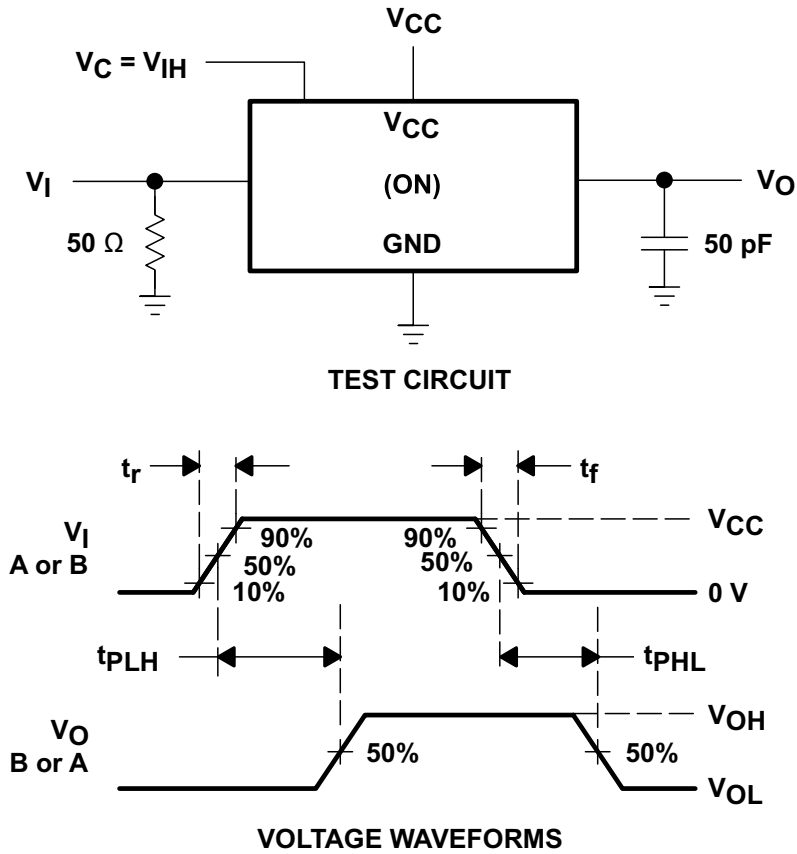 VCC
VC = VIH
VCC
VI
(ON)
VO
50 Ω
GND
50 pF
TEST CIRCUIT
tr
tf
VI
A or B
90%
90%
VCC
50%
50%
10%
10%
0 V
tPLH
tPHL
VO
B or A
VOH
50%
50%
VOL
VOLTAGE WAVEFORMS